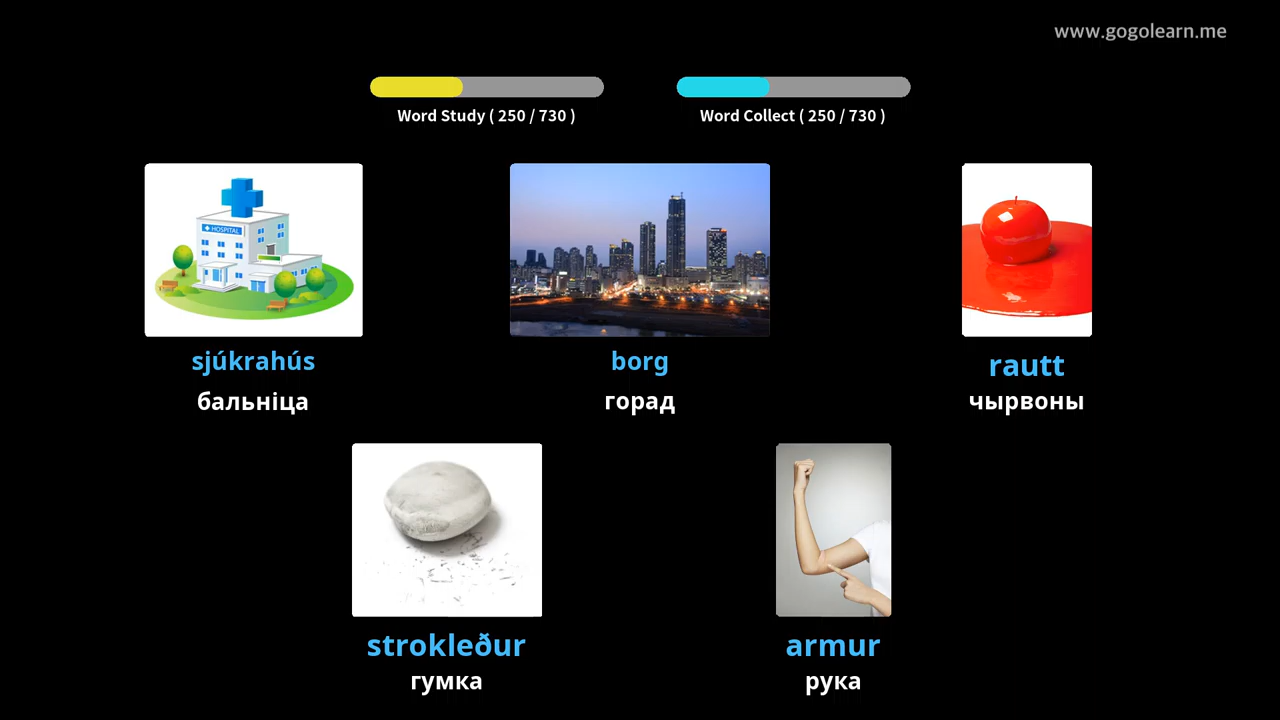 www.gogolearn.me
Word Study ( 250 / 730 )
Word Collect ( 250 / 730 )
HOSPITAL
sjúkrahús
бальніца
borg
горад
rautt
чырвоны
strokleður
гумка
armur
рука